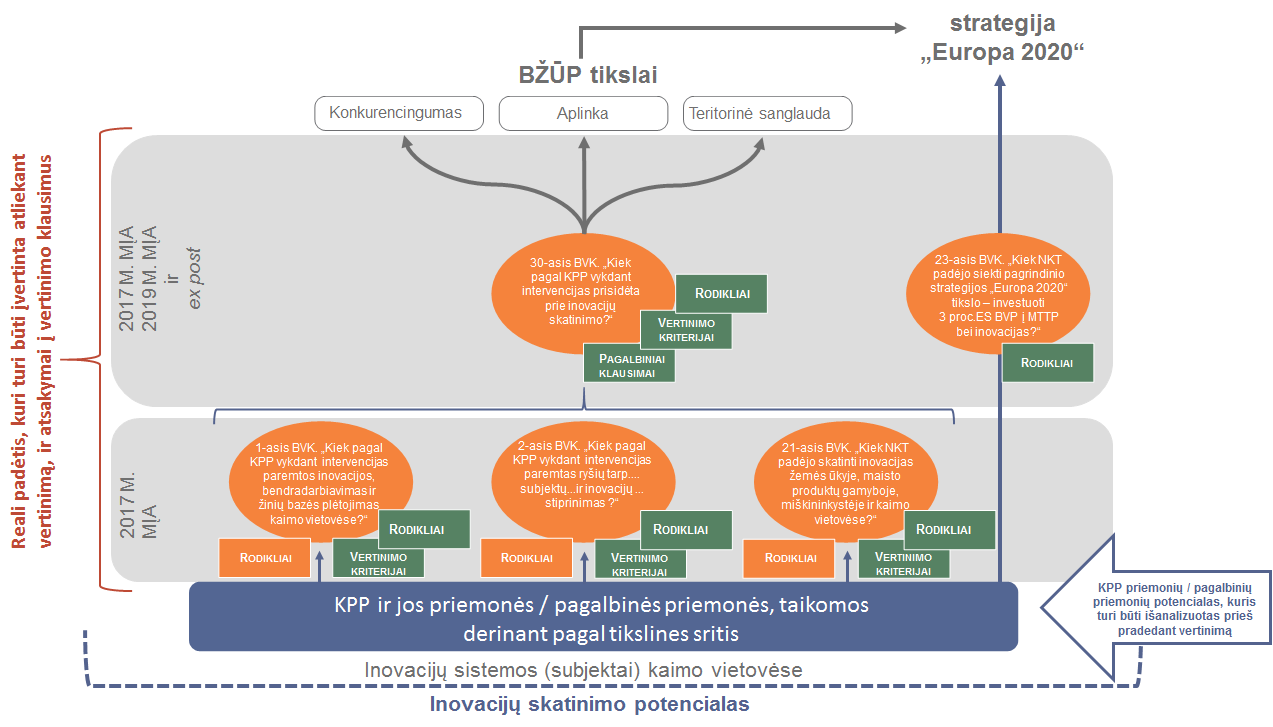 strategija
„Europa 2020“
BŽŪP tikslai
Konkurencingumas
Aplinka
Teritorinė sanglauda
Reali padėtis, kuri turi būti įvertinta atliekant
vertinimą, ir atsakymai į vertinimo klausimus
2017 M. MĮA
2019 M. MĮA
ir
ex post
30-asis BVK. „Kiek
pagal KPP vykdant
intervencijas prisidėta
prie inovacijų
skatinimo?“
RODIKLIAI
VERTINIMO
KRITERIJAI
PAGALBINIAI
KLAUSIMAI
23-asis BVK. „Kiek NKT
padėjo siekti pagrindinio
strategijos „Europa 2020“
tikslo – investuoti
3 proc.ES BVP į MTTP
bei inovacijas?“
RODIKLIAI
2017 M.
MĮA
1-asis BVK. „Kiek pagal
KPP vykdant intervencijas
paremtos inovacijos,
bendradarbiavimas ir
žinių bazės plėtojimas
kaimo vietovėse?“
RODIKLIAI
VERTINIMO
KRITERIJAI
RODIKLIAI
2-asis BVK. „Kiek pagal
KPP vykdant intervencijas
paremtas ryšių tarp....
subjektų...ir inovacijų ...
stiprinimas ?“
RODIKLIAI
VERTINIMO
KRITERIJAI
RODIKLIAI
21-asis BVK. „Kiek NKT
padėjo skatinti inovacijas
žemės ūkyje, maisto
produktų gamyboje,
miškininkystėje ir kaimo
vietovėse?“
RODIKLIAI
VERTINIMO
KRITERIJAI
RODIKLIAI
KPP ir jos priemonės / pagalbinės priemonės, taikomos
derinant pagal tikslines sritis
KPP priemonių / pagalbinių
priemonių potencialas, kuris
turi būti išanalizuotas prieš
pradedant vertinimą
Inovacijų sistemos (subjektai) kaimo vietovėse
Inovacijų skatinimo potencialas